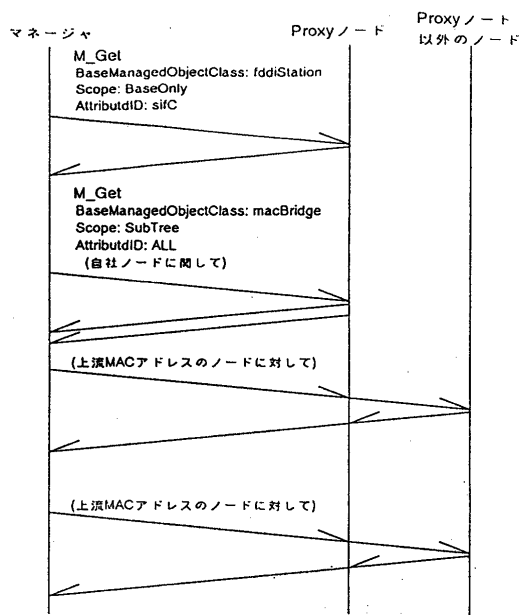 マネージャ
Proxyノード
Proxyノート
以外のノード
M_Get
BaseManagedObjectClass: fddiStation
Scope: BaseOnly
AttributdID: sifC
M_Get
BaseManagedObjectClass: macBridge
Scope: SubTree
AttributdID: ALL
(自社ノードに関して)
(上流MACアドレスのノードに対して)
(上流MACアドレスのノードに対して)